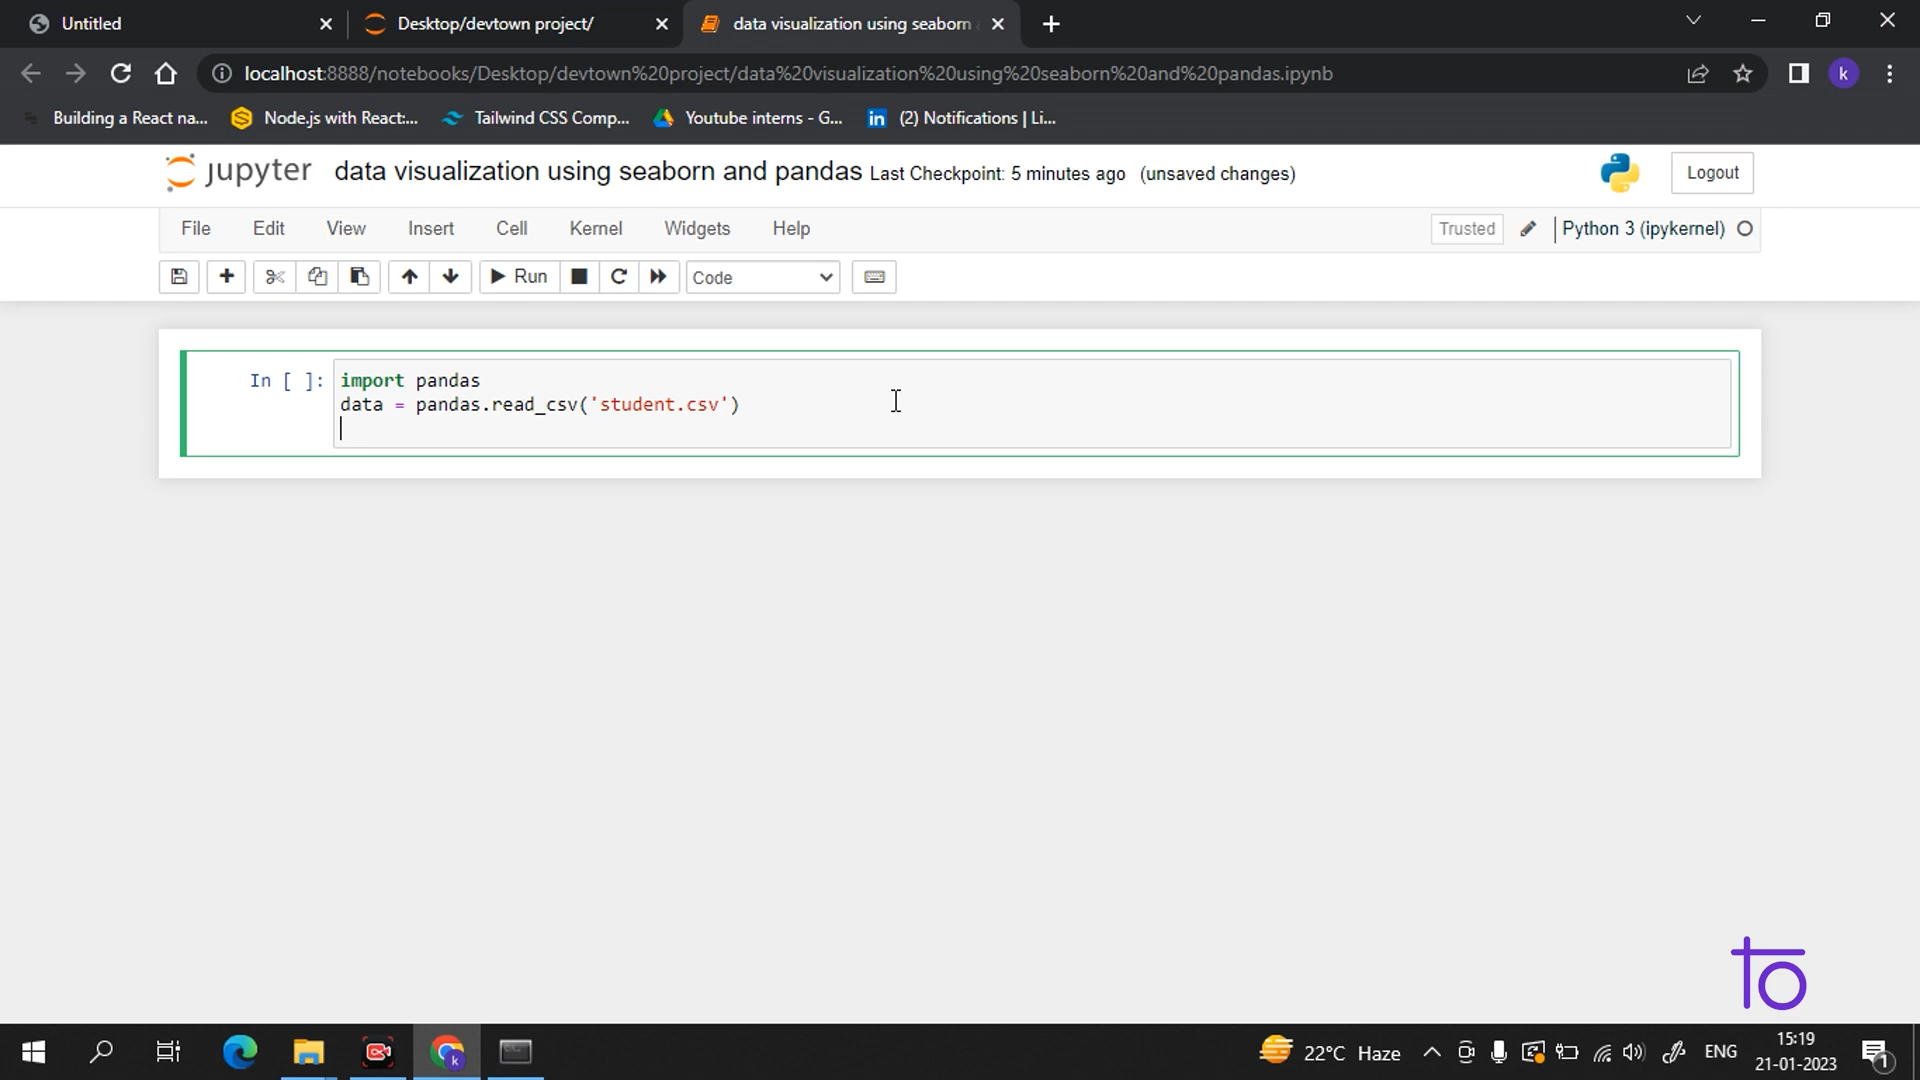 Untitled
Desktop/devtown project/
data visualization using seaborn
localhost:8888/notebooks/Desktop/devtown%20project/data%20visualization%20using%20seaborn%20and%20pandas.ipynb
k
Building a React na...
Node.js with React:...
Tailwind CSS Comp...
Youtube interns - G...
(2) Notifications | Li...
jupyter data visualization using seaborn and pandas Last Checkpoint: 5 minutes ago (unsaved changes)
Logout
File Edit View Insert Cell Kernel Widgets Help
Trusted
Python 3 (ipykernel)
Run
Code
In [ ]: import pandas
data = pandas.read_csv('student.csv')
22°C Haze
ENG
15:19
21-01-2023
1